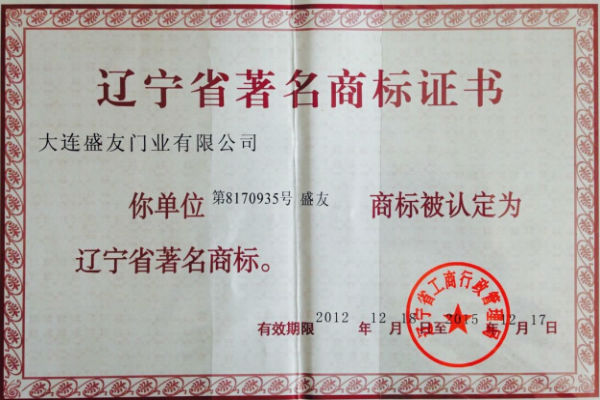 辽宁省著名商标证书
大连盛友门业有限公司
你单位 第8170935号 盛友 商标被认定为
辽宁省著名商标。
有效期限 2012 年 12 月 18 日至 2015 年 12 月 17 日
辽宁省工商行政管理局